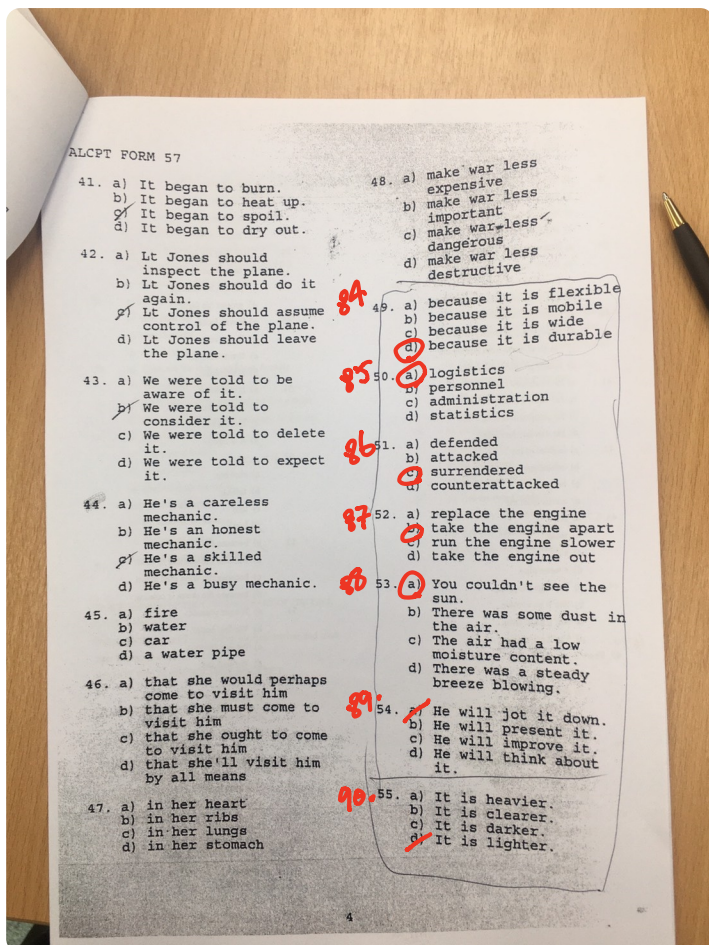 ALCPT FORM 57
41. a) It began to burn.
b) It began to heat up.
c) It began to spoil.
d) It began to dry out.
42. a) Lt Jones should
inspect the plane.
b) Lt Jones should do it
again.
c) Lt Jones should assume
control of the plane.
d) Lt Jones should leave
the plane.
43. a) We were told to be
aware of it.
b) We were told to
consider it.
c) We were told to delete
it.
d) We were told to expect
it.
44. a) He's a careless
mechanic.
b) He's an honest
mechanic.
c) He's a skilled
mechanic.
d) He's a busy mechanic.
45. a) fire
b) water
c) car
d) a water pipe
46. a) that she would perhaps
come to visit him
b) that she must come to
visit him
c) that she ought to come
to visit him
d) that she'll visit him
by all means
47. a) in her heart
b) in her ribs
c) in her lungs
d) in her stomach
48. a) make war less
expensive
b) make war less
important
c) make war less
dangerous
d) make war less
destructive
84
49. a) because it is flexible
b) because it is mobile
c) because it is wide
d) because it is durable
85
50. a) logistics
b) personnel
c) administration
d) statistics
86
51. a) defended
b) attacked
c) surrendered
d) counterattacked
87
52. a) replace the engine
b) take the engine apart
c) run the engine slower
d) take the engine out
88
53. a) You couldn't see the
sun.
b) There was some dust in
the air.
c) The air had a low
moisture content.
d) There was a steady
breeze blowing.
89.
54. a) He will jot it down.
b) He will present it.
c) He will improve it.
d) He will think about
it.
90.
55. a) It is heavier.
b) It is clearer.
c) It is darker.
d) It is lighter.
4